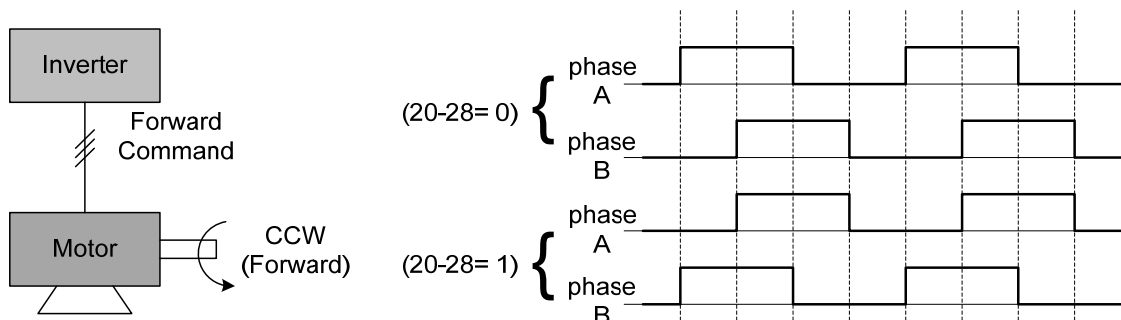 Inverter
Forward
Command
Motor
CCW
(Forward)
(20-28= 0)
phase
A
phase
B
(20-28= 1)
phase
A
phase
B